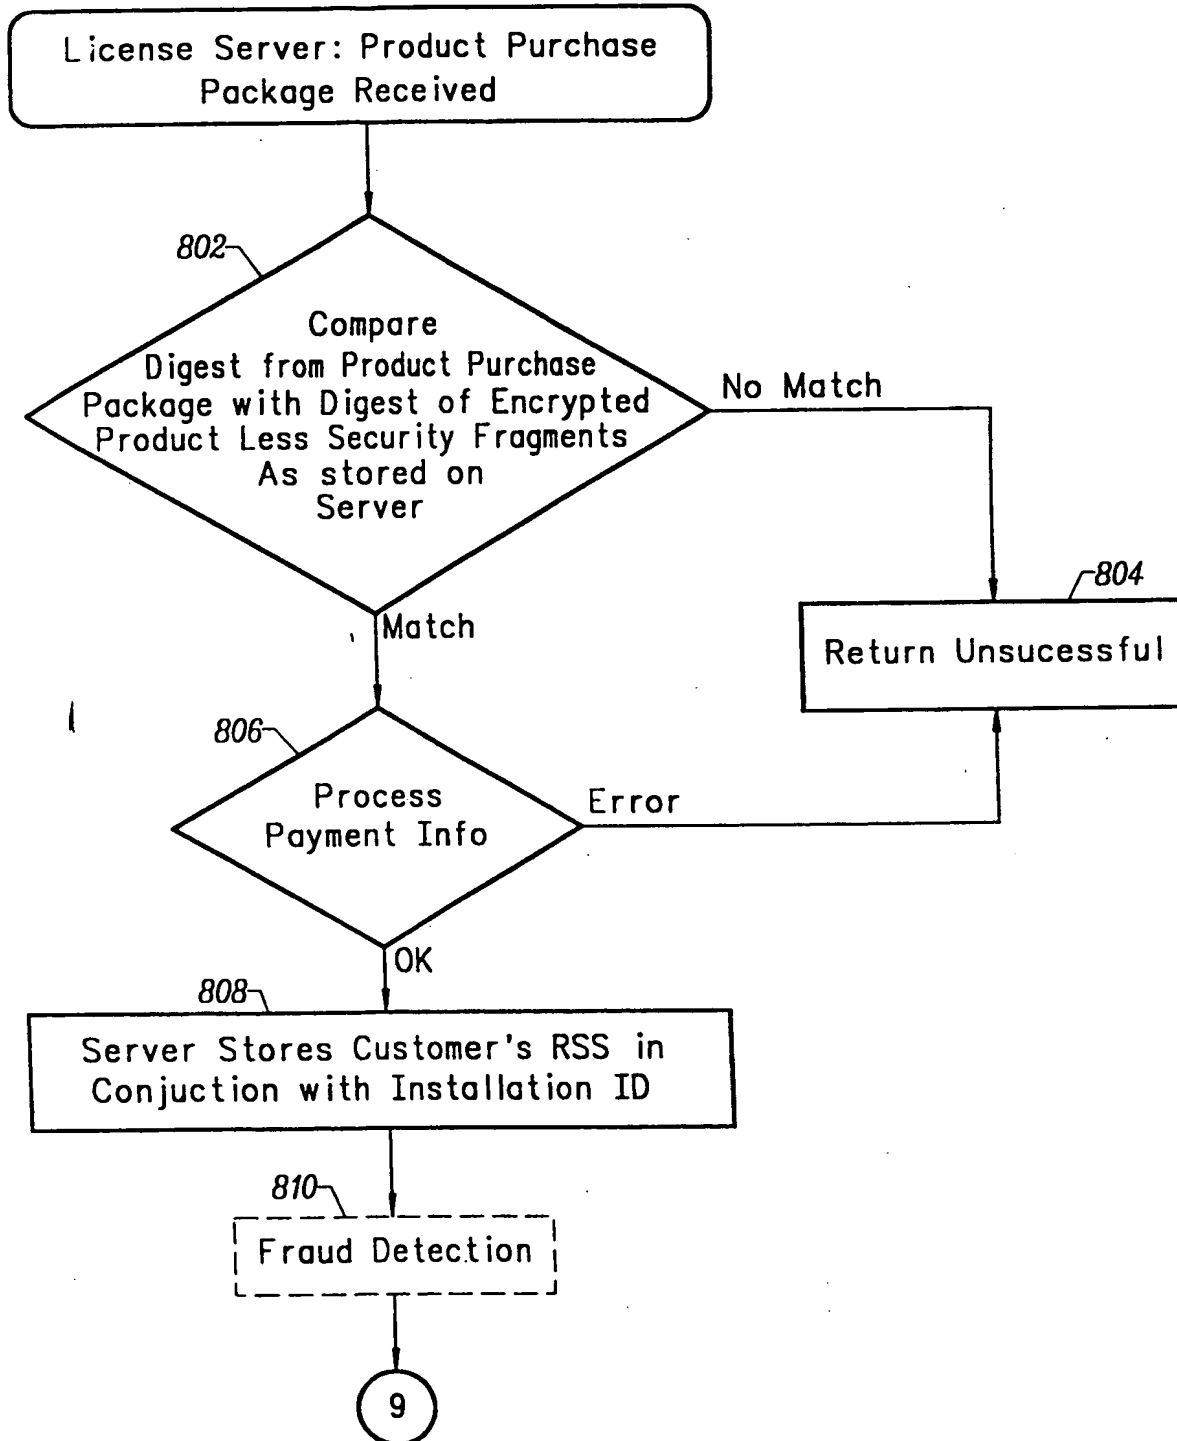 License Server: Product Purchase
Package Received
802
Compare
Digest from Product Purchase
Package with Digest of Encrypted
Product Less Security Fragments
As stored on
Server
No Match
804
Return Unsucessful
Match
806
Process
Payment Info
Error
OK
808
Server Stores Customer's RSS in
Conjuction with Installation ID
810
Fraud Detection
9